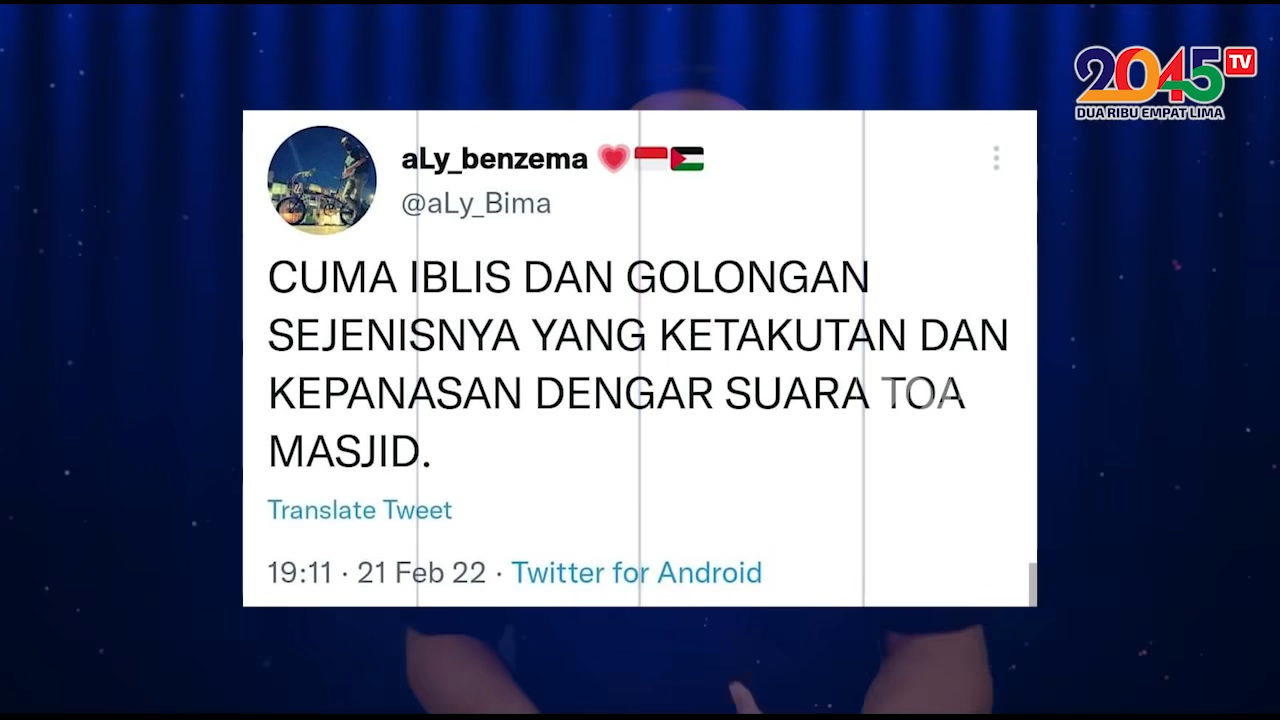 2045 TV
DUA RIBU EMPAT LIMA
aLy_benzema
@aLy_Bima
CUMA IBLIS DAN GOLONGAN
SEJENISNYA YANG KETAKUTAN DAN
KEPANASAN DENGAR SUARA TOA
MASJID.
Translate Tweet
19:11 · 21 Feb 22 · Twitter for Android